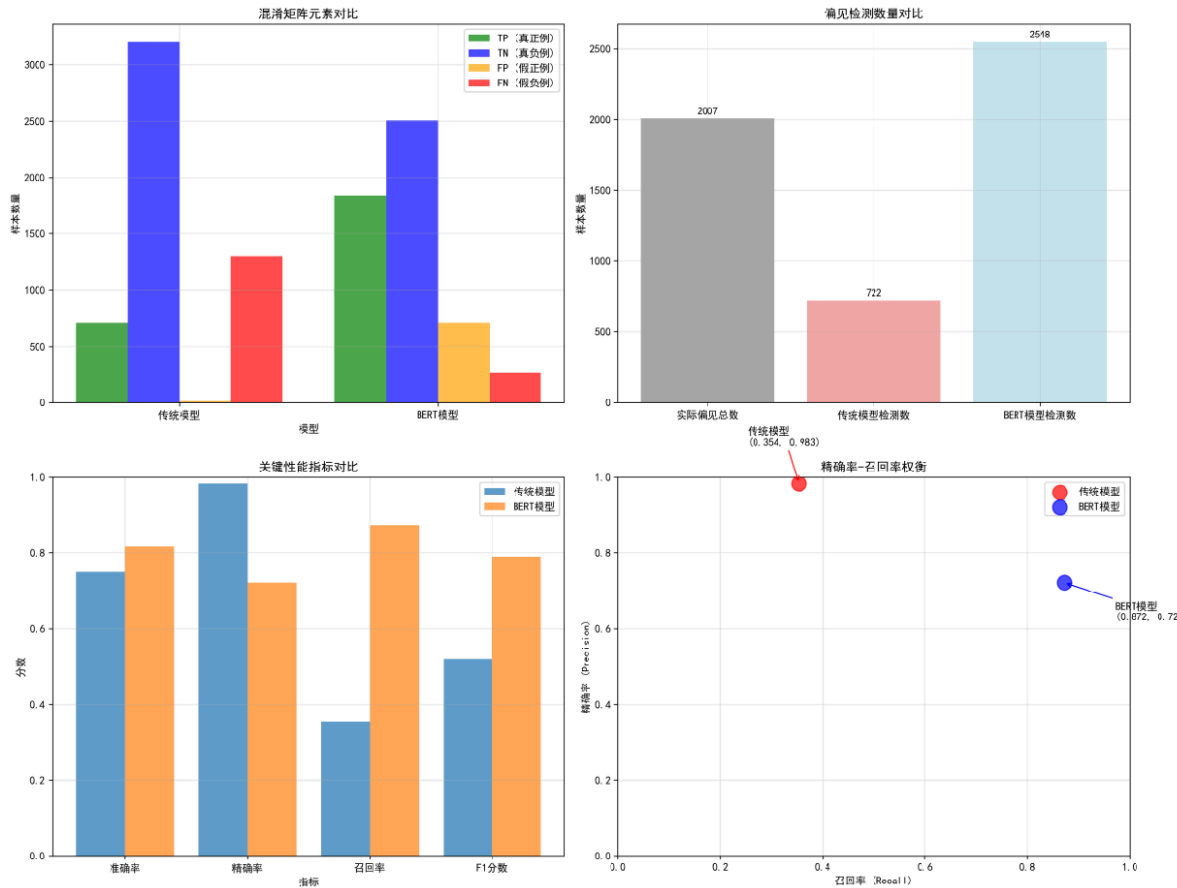 混淆矩阵元素对比
TP (真正例)
TN (真负例)
FP (假正例)
FN (假负例)
样本数量
3000
2500
2000
1500
1000
500
0
传统模型
BERT模型
模型
偏见检测数量对比
2007
722
2548
样本数量
2500
2000
1500
1000
500
0
实际偏见总数
传统模型检测数
BERT模型检测数
关键性能指标对比
传统模型
BERT模型
分数
1.0
0.8
0.6
0.4
0.2
0.0
准确率
精确率
召回率
F1分数
指标
精确率-召回率权衡
传统模型
(0.354, 0.983)
传统模型
BERT模型
BERT模型
(0.872, 0.72
精确率 (Precision)
1.0
0.8
0.6
0.4
0.2
0.0
0.0
0.2
0.4
0.6
0.8
1.0
召回率 (Recall)